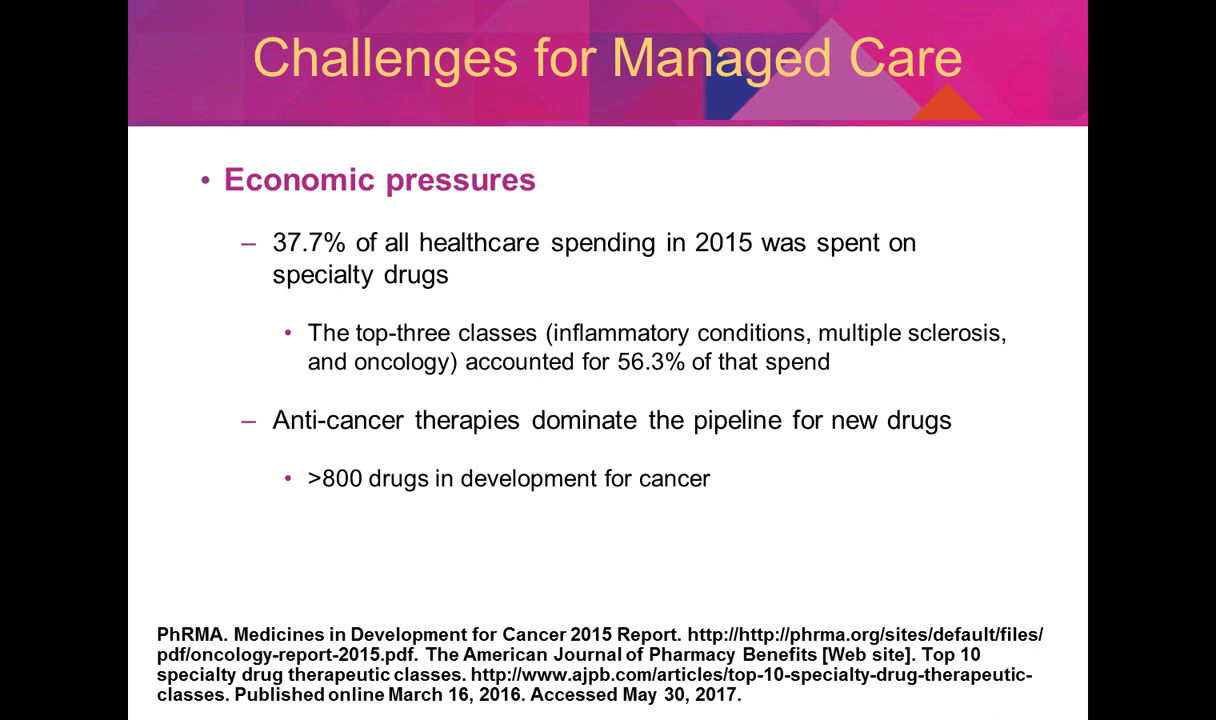 Challenges for Managed Care
• Economic pressures
– 37.7% of all healthcare spending in 2015 was spent on
specialty drugs
• The top-three classes (inflammatory conditions, multiple sclerosis,
and oncology) accounted for 56.3% of that spend
– Anti-cancer therapies dominate the pipeline for new drugs
• >800 drugs in development for cancer
PhRMA. Medicines in Development for Cancer 2015 Report. http://http://phrma.org/sites/default/files/
pdf/oncology-report-2015.pdf. The American Journal of Pharmacy Benefits [Web site]. Top 10
specialty drug therapeutic classes. http://www.ajpb.com/articles/top-10-specialty-drug-therapeutic-
classes. Published online March 16, 2016. Accessed May 30, 2017.